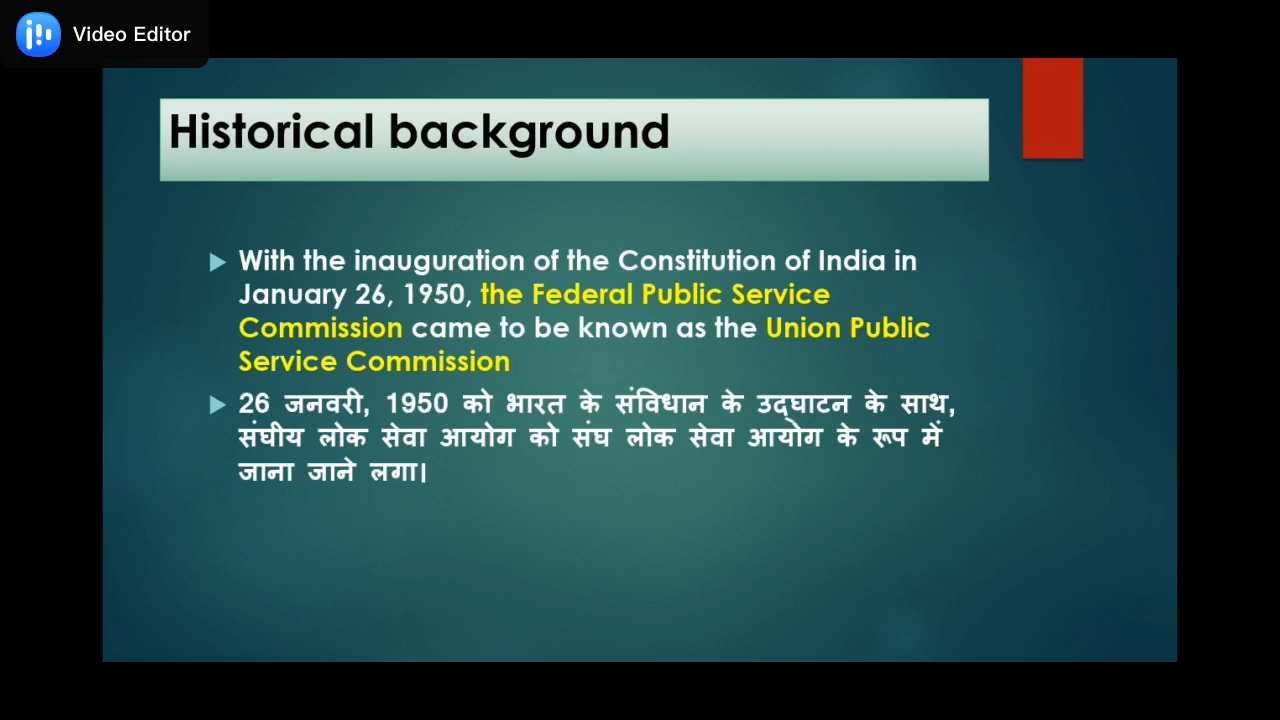 Video Editor
Historical background
With the inauguration of the Constitution of India in
January 26, 1950, the Federal Public Service
Commission came to be known as the Union Public
Service Commission
26 जनवरी, 1950 को भारत के संविधान के उद्घाटन के साथ,
संघीय लोक सेवा आयोग को संघ लोक सेवा आयोग के रूप में
जाना जाने लगा।